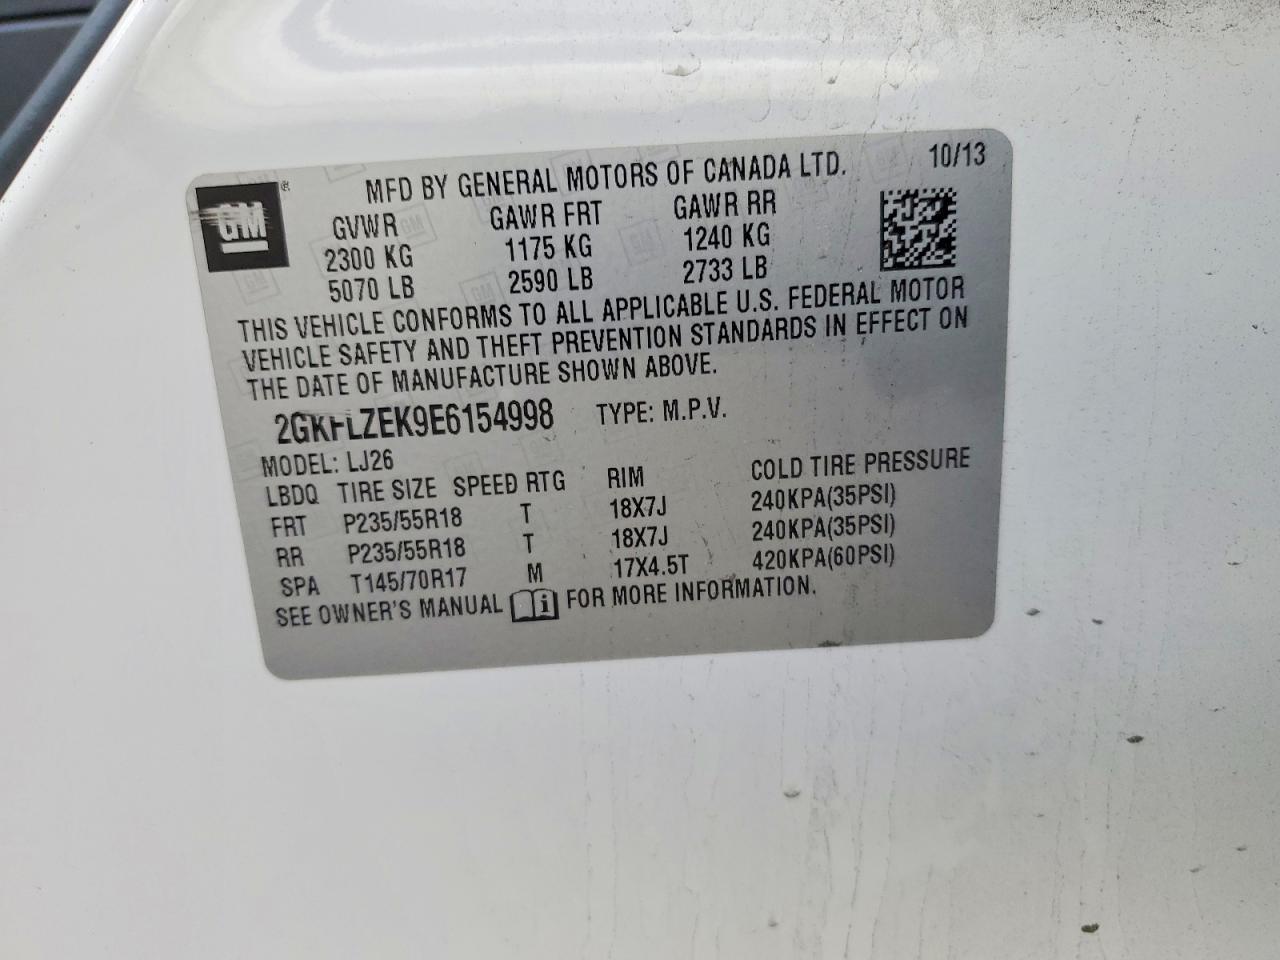 GM ®
MFD BY GENERAL MOTORS OF CANADA LTD. 10/13
GVWR GAWR FRT GAWR RR
2300 KG 1175 KG 1240 KG
5070 LB 2590 LB 2733 LB
THIS VEHICLE CONFORMS TO ALL APPLICABLE U.S. FEDERAL MOTOR
VEHICLE SAFETY AND THEFT PREVENTION STANDARDS IN EFFECT ON
THE DATE OF MANUFACTURE SHOWN ABOVE.
2GKFLZEK9E6154998 TYPE: M.P.V.
MODEL: LJ26
LBDQ TIRE SIZE SPEED RTG RIM COLD TIRE PRESSURE
FRT P235/55R18 T 18X7J 240KPA(35PSI)
RR P235/55R18 T 18X7J 240KPA(35PSI)
SPA T145/70R17 M 17X4.5T 420KPA(60PSI)
SEE OWNER'S MANUAL i FOR MORE INFORMATION.